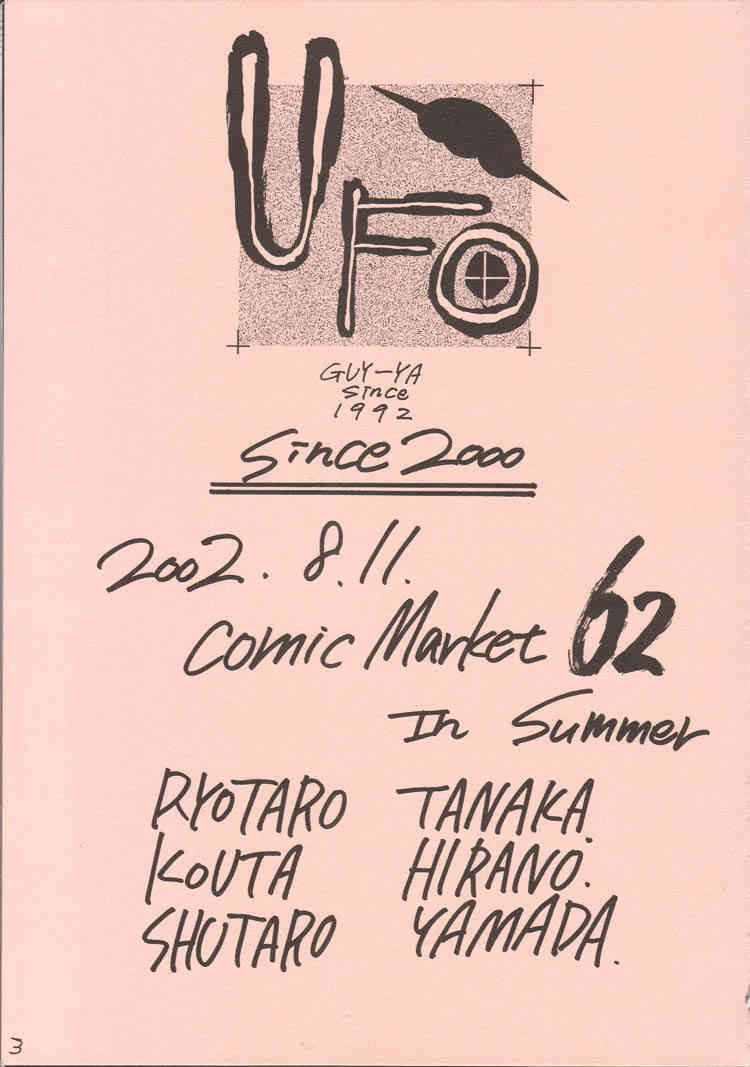 UFO
GUY-YA
since
1992
Since 2000
2002. 8. 11.
Comic Market 62
In Summer
RYOTARO TANAKA.
KOUTA HIRANO.
SHUTARO YAMADA.
3